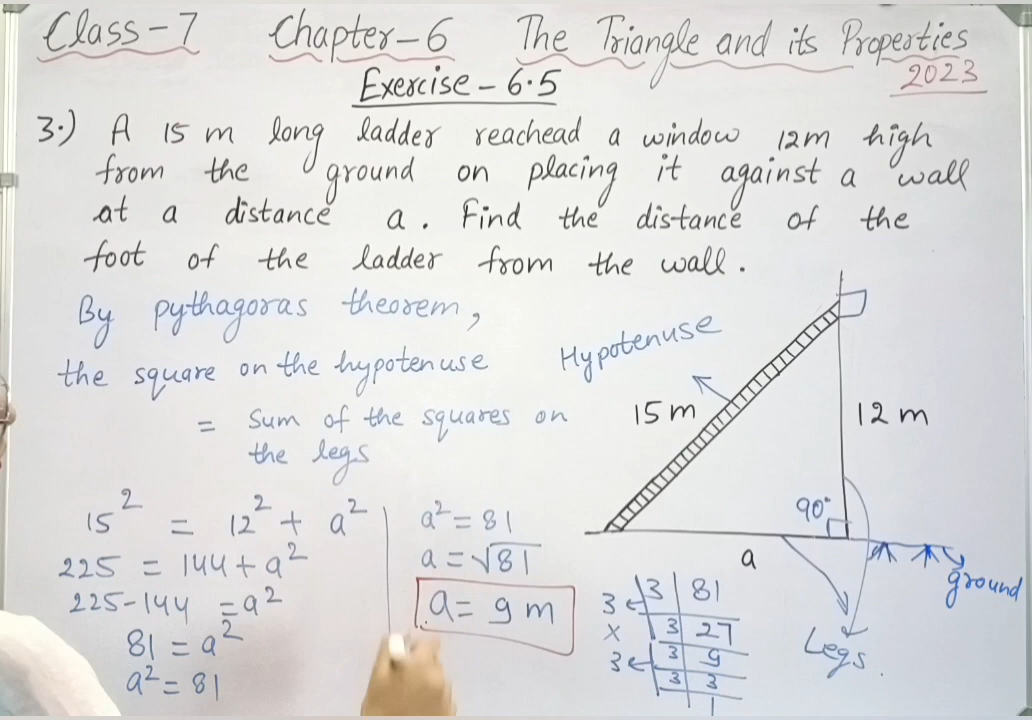 Class-7 Chapter-6 The Triangle and its Properties
2023
Exercise - 6.5
3.) A 15 m long ladder reachead a window 12m high
from the ground on placing it against a wall
at a distance a. Find the distance of the
foot of the ladder from the wall.
By pythagoras theorem,
the square on the hypotenuse
= Sum of the squares on
the legs
15² = 12² + a²
225 = 144 + a²
225-144 = a²
81 = a²
a² = 81
a² = 81
a = √81
a = 9 m
Hypotenuse
15 m
12 m
90°
a
ground
Legs
3 3 81
x 3 27
3 3 9
3 3
1